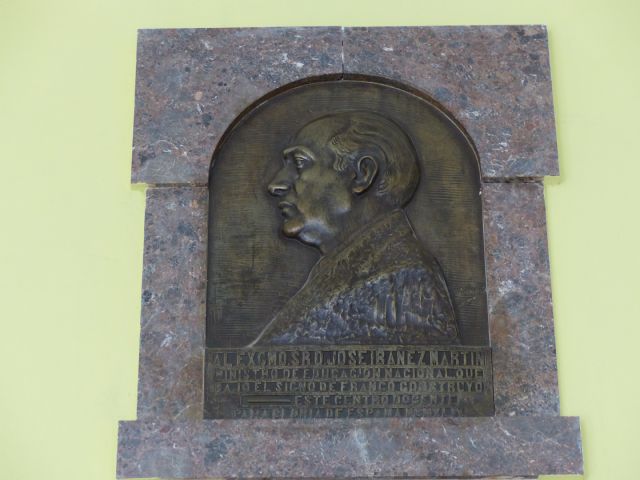 AL EXCMO SR D. JOSE IBAÑEZ MARTIN
MINISTRO DE EDUCACION NACIONAL QUE
BAJO EL SIGNO DE FRANCO CONSTRUYO
ESTE CENTRO DOCENTE
PARA GLORIA DE ESPAÑA